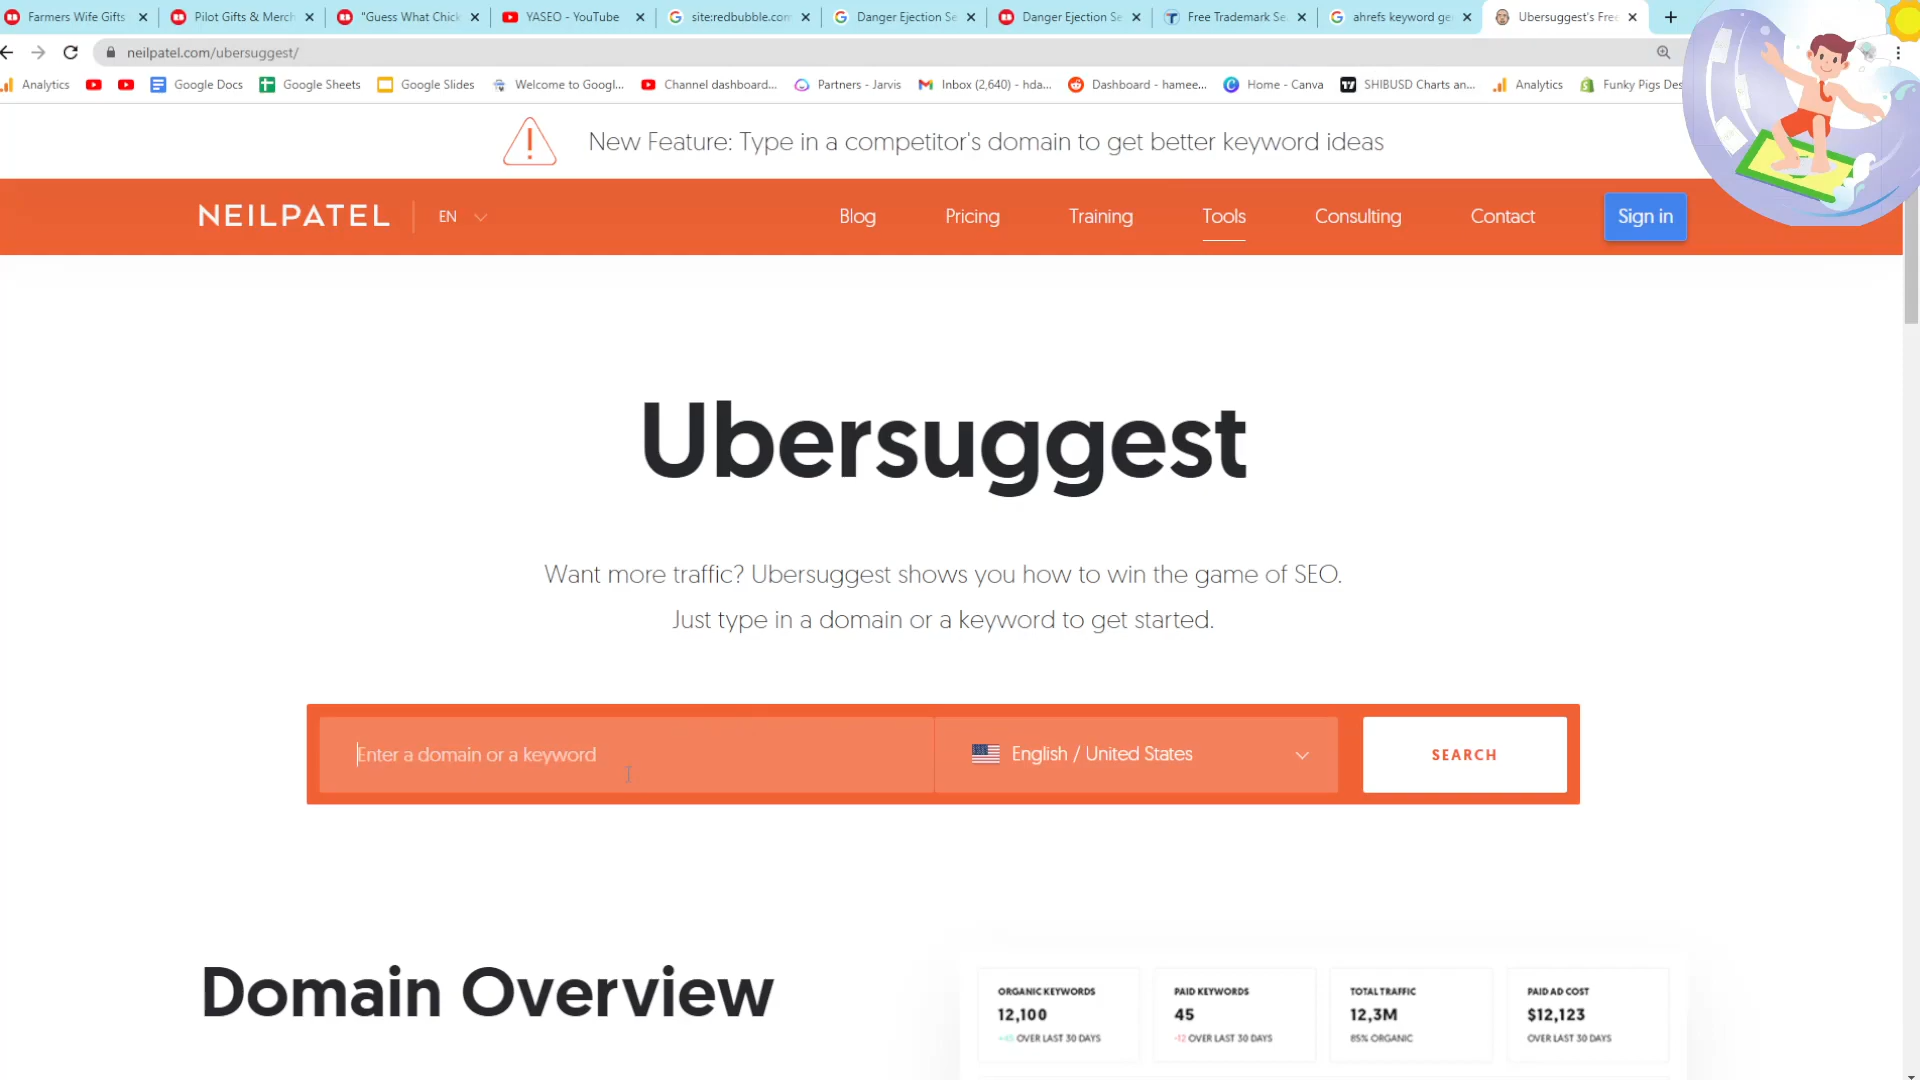 Farmers Wife Gifts
Pilot Gifts & Merch
"Guess What Chick
YASEO - YouTube
site:redbubble.com
Danger Ejection Se
Danger Ejection Se
Free Trademark Se
ahrefs keyword ge
Ubersuggest's Free
neilpatel.com/ubersuggest/
Analytics
Google Docs
Google Sheets
Google Slides
Welcome to Googl...
Channel dashboard...
Partners - Jarvis
Inbox (2,640) - hda...
Dashboard - hamee...
Home - Canva
SHIBUSD Charts an...
Analytics
Funky Pigs Des
New Feature: Type in a competitor's domain to get better keyword ideas
NEILPATEL
EN
Blog
Pricing
Training
Tools
Consulting
Contact
Sign in
Ubersuggest
Want more traffic? Ubersuggest shows you how to win the game of SEO.
Just type in a domain or a keyword to get started.
Enter a domain or a keyword
English / United States
SEARCH
Domain Overview
ORGANIC KEYWORDS
12,100
+45 OVER LAST 30 DAYS
PAID KEYWORDS
45
-12 OVER LAST 30 DAYS
TOTAL TRAFFIC
12,3M
85% ORGANIC
PAID AD COST
$12,123
OVER LAST 30 DAYS